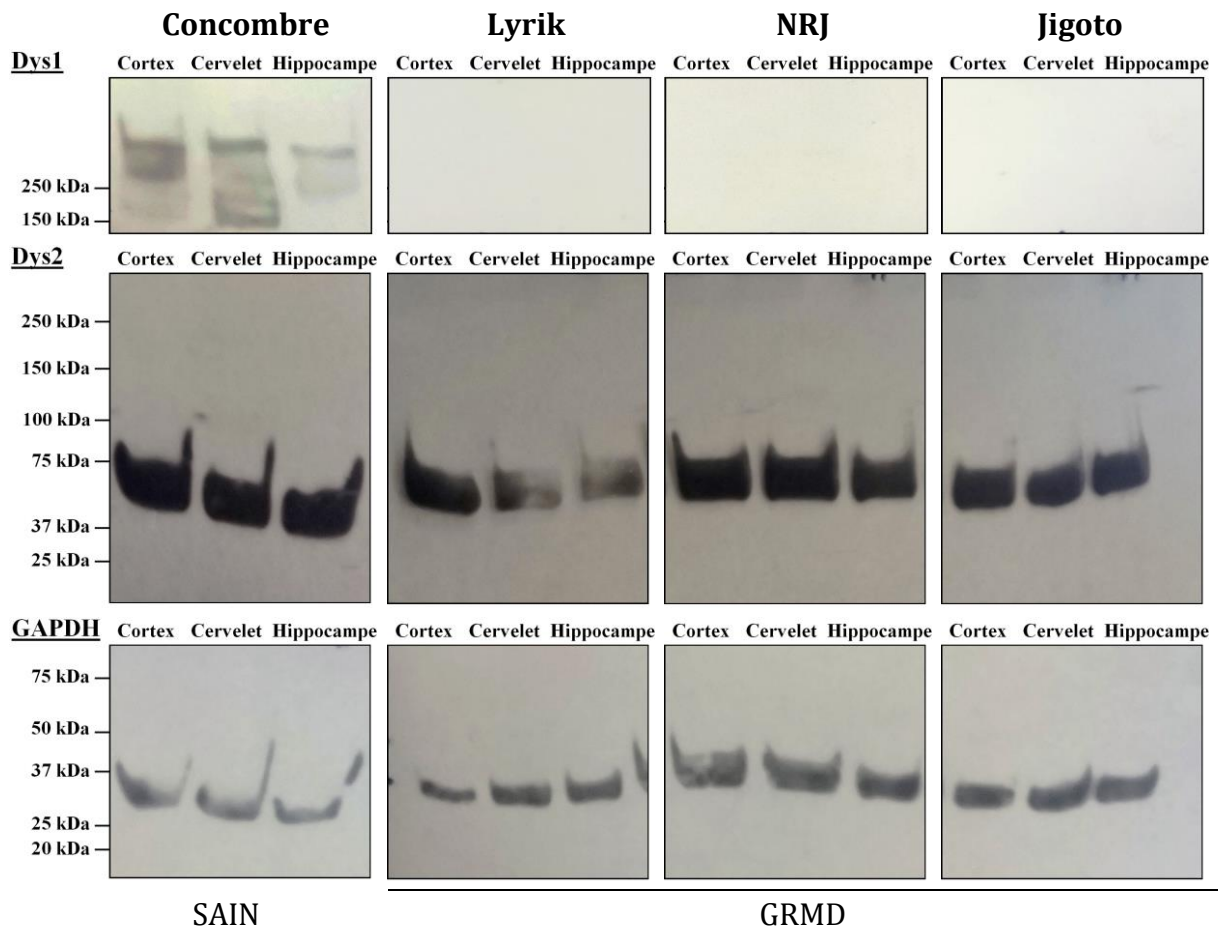 Concombre Lyrik NRJ Jigoto
Dys1 Cortex Cervelet Hippocampe Cortex Cervelet Hippocampe Cortex Cervelet Hippocampe Cortex Cervelet Hippocampe
250 kDa
150 kDa
Dys2 Cortex Cervelet Hippocampe Cortex Cervelet Hippocampe Cortex Cervelet Hippocampe Cortex Cervelet Hippocampe
250 kDa
150 kDa
100 kDa
75 kDa
37 kDa
25 kDa
GAPDH Cortex Cervelet Hippocampe Cortex Cervelet Hippocampe Cortex Cervelet Hippocampe Cortex Cervelet Hippocampe
75 kDa
50 kDa
37 kDa
25 kDa
20 kDa
SAIN GRMD